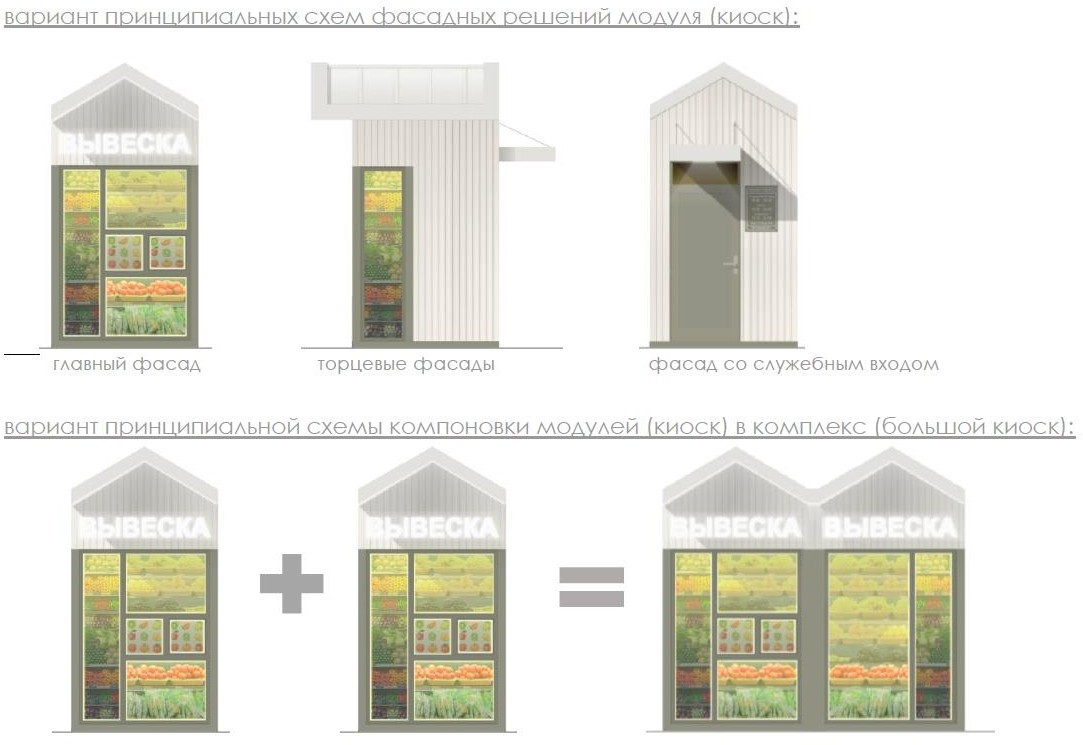 вариант принципиальных схем фасадных решений модуля (киоск):
ВЫВЕСКА
главный фасад
торцевые фасады
фасад со служебным входом
вариант принципиальной схемы компоновки модулей (киоск) в комплекс (большой киоск):
ВЫВЕСКА
ВЫВЕСКА
ВЫВЕСКА
ВЫВЕСКА